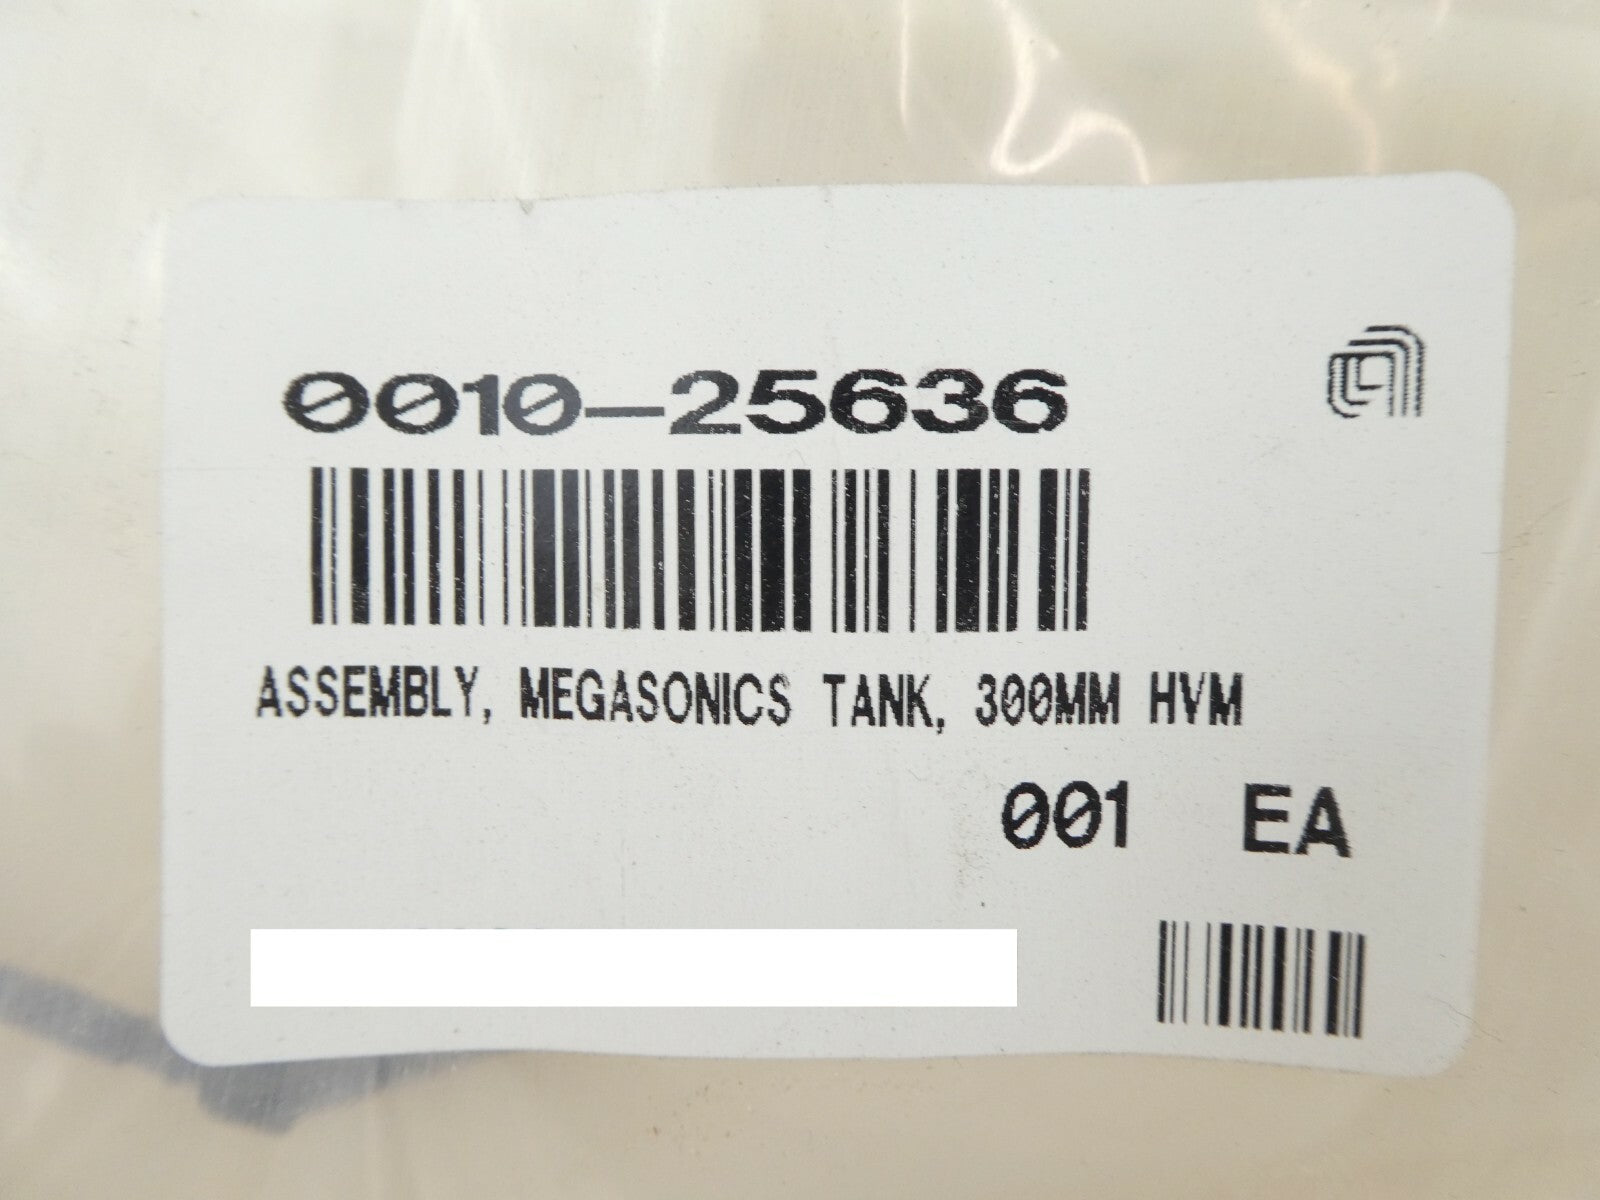 0010-25636
ASSEMBLY, MEGASONICS TANK, 300MM HVM
001 EA